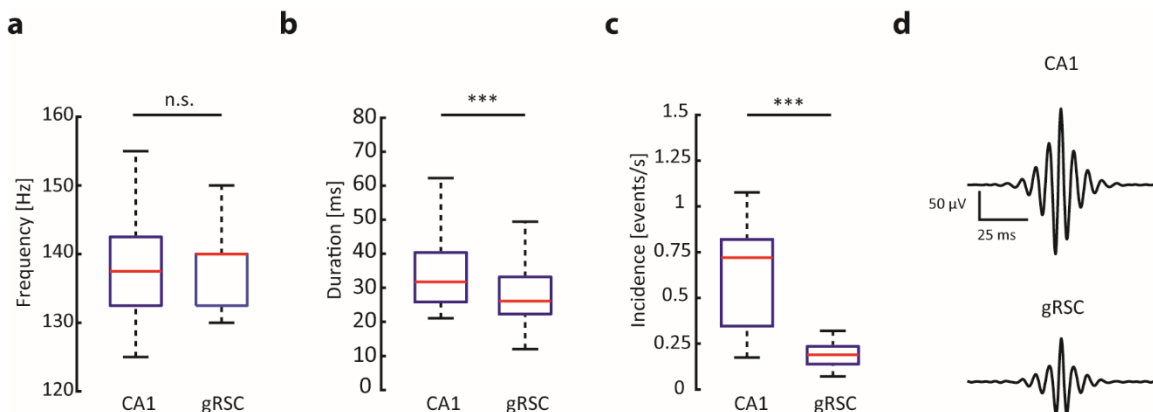 a
n.s.
160
150
140
130
120
Frequency [Hz]
CA1 gRSC
b
***
80
70
60
50
40
30
20
10
0
Duration [ms]
CA1 gRSC
c
***
1.5
1.25
1
0.75
0.5
0.25
0
Incidence [events/s]
CA1 gRSC
d
CA1
50 μV
25 ms
gRSC